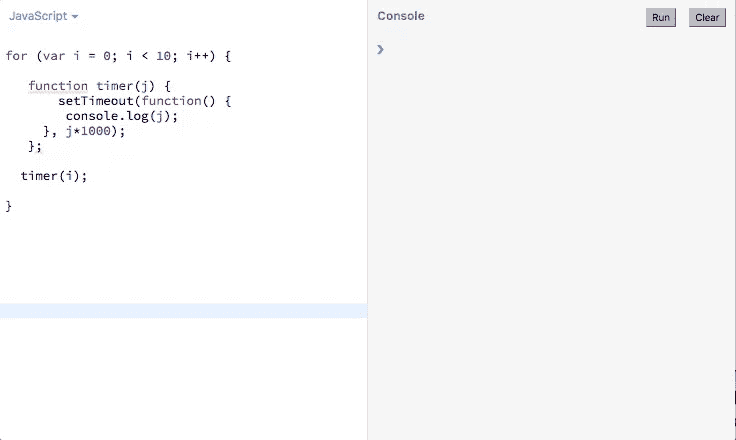 JavaScript
Console
Run
Clear
for (var i = 0; i < 10; i++) {
function timer(j) {
setTimeout(function() {
console.log(j);
}, j*1000);
};
timer(i);
}